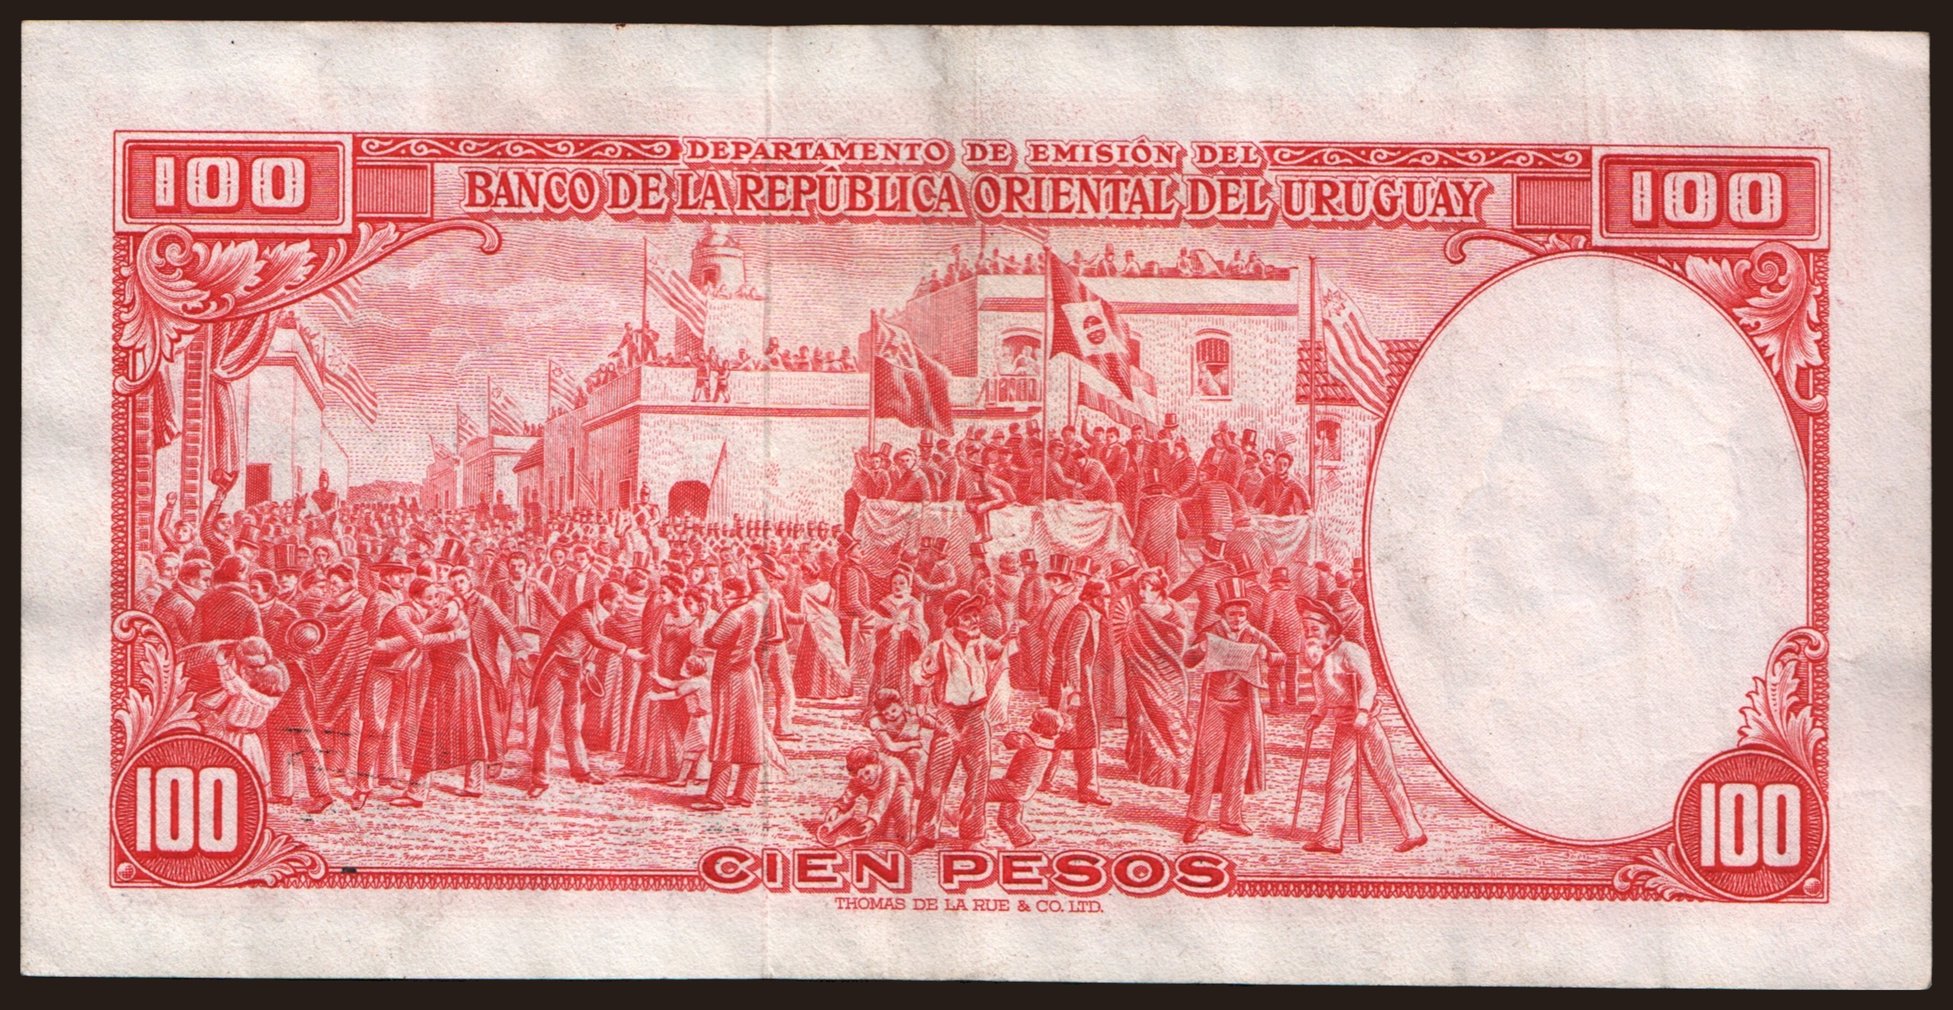 100
DEPARTAMENTO DE EMISIÓN DEL
100
BANCO DE LA REPÚBLICA ORIENTAL DEL URUGUAY
100
100
CIEN PESOS
THOMAS DE LA RUE & CO. LTD.